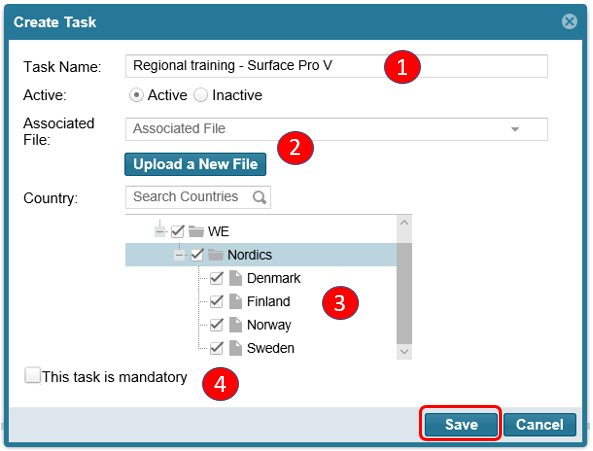 Create Task
Task Name: Regional training - Surface Pro V 1
Active: Active Inactive
Associated File: Associated File
2
Upload a New File
Country: Search Countries
WE
Nordics
Denmark
Finland
3
Norway
Sweden
This task is mandatory 4
Save Cancel